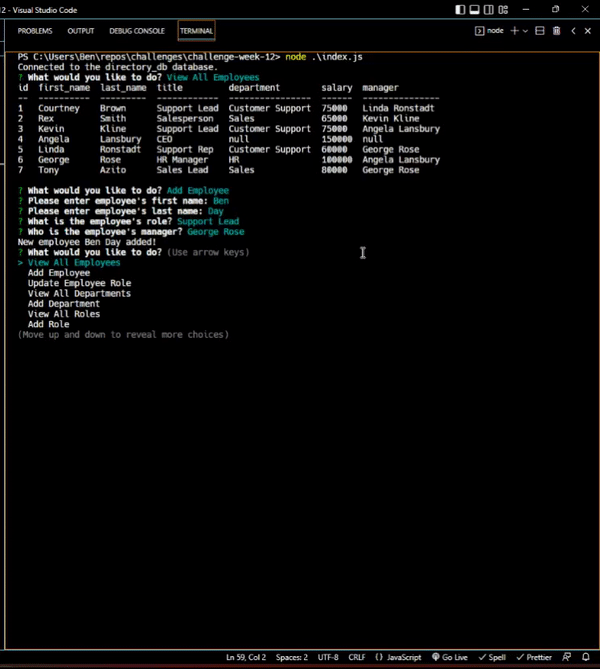 12 - Visual Studio Code
PROBLEMS OUTPUT DEBUG CONSOLE TERMINAL node
PS C:\Users\Ben\repos\challenges\challenge-week-12> node .\index.js
Connected to the directory_db database.
? What would you like to do? View All Employees
id first_name last_name title department salary manager
-- ---------- --------- ------------ ---------------- ------ ---------------
1 Courtney Brown Support Lead Customer Support 75000 Linda Ronstadt
2 Rex Smith Salesperson Sales 65000 Kevin Kline
3 Kevin Kline Support Lead Customer Support 75000 Angela Lansbury
4 Angela Lansbury CEO null 150000 null
5 Linda Ronstadt Support Rep Customer Support 60000 George Rose
6 George Rose HR Manager HR 100000 Angela Lansbury
7 Tony Azito Sales Lead Sales 80000 George Rose
? What would you like to do? Add Employee
? Please enter employee's first name: Ben
? Please enter employee's last name: Day
? What is the employee's role? Support Lead
? Who is the employee's manager? George Rose
New employee Ben Day added!
? What would you like to do? (Use arrow keys)
> View All Employees
Add Employee
Update Employee Role
View All Departments
Add Department
View All Roles
Add Role
(Move up and down to reveal more choices)
Ln 59, Col 2 Spaces: 2 UTF-8 CRLF {} JavaScript Go Live Spell Prettier